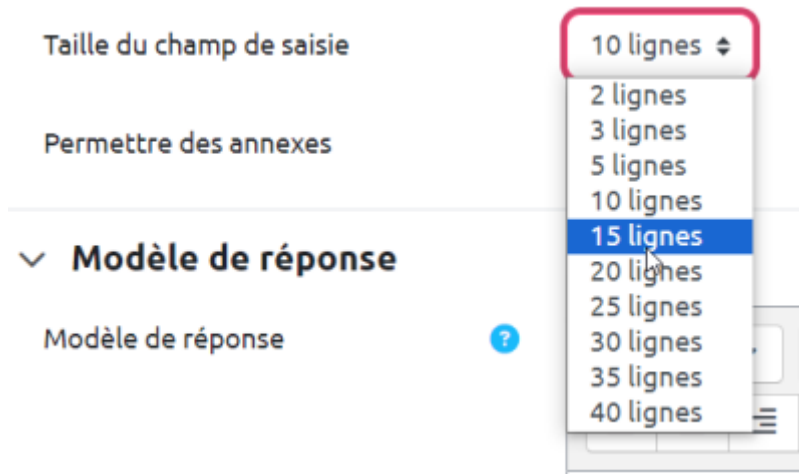 Taille du champ de saisie
10 lignes
2 lignes
3 lignes
5 lignes
Permettre des annexes
10 lignes
15 lignes
Modèle de réponse
20 lignes
25 lignes
Modèle de réponse
?
30 lignes
35 lignes
40 lignes